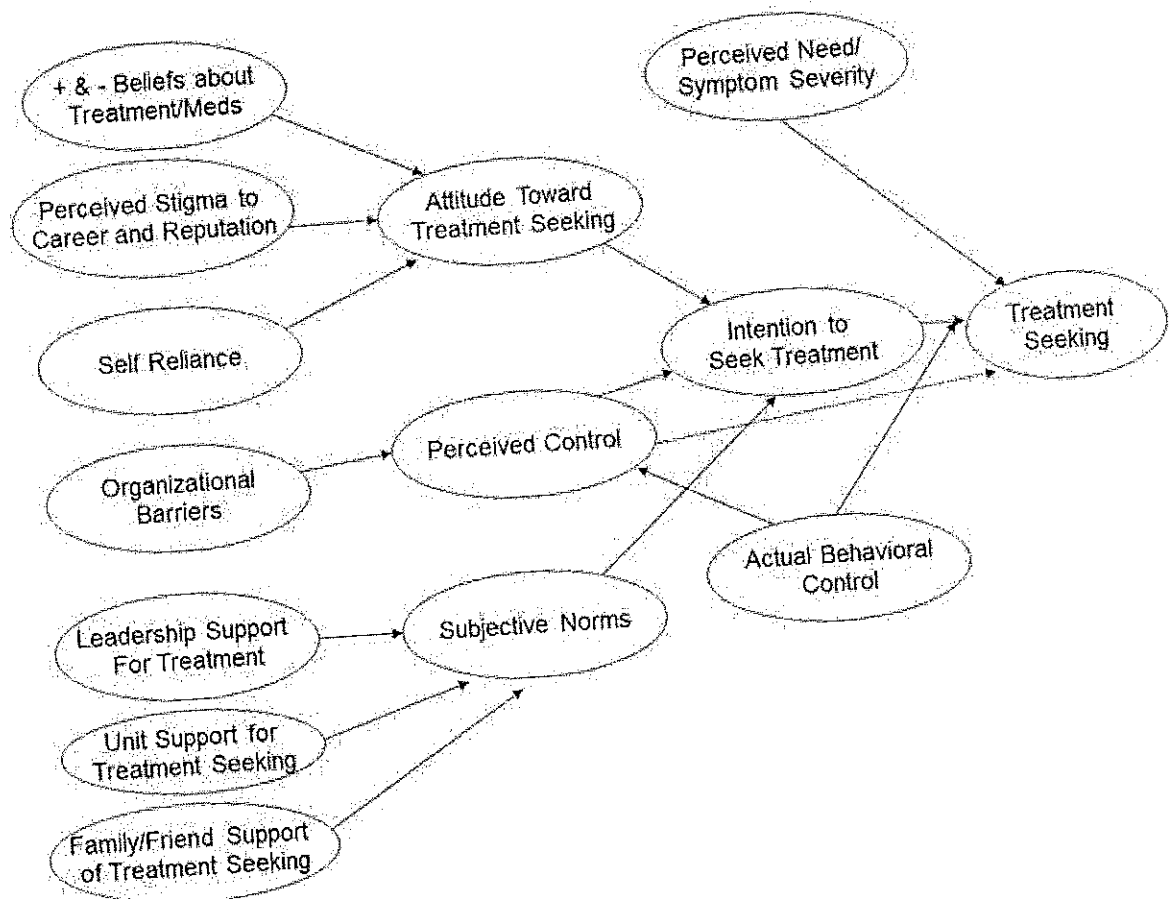 + & - Beliefs about
Treatment/Meds
Perceived Need/
Symptom Severity
Perceived Stigma to
Career and Reputation
Attitude Toward
Treatment Seeking
Self Reliance
Intention to
Seek Treatment
Treatment
Seeking
Organizational
Barriers
Perceived Control
Actual Behavioral
Control
Leadership Support
For Treatment
Subjective Norms
Unit Support for
Treatment Seeking
Family/Friend Support
of Treatment Seeking